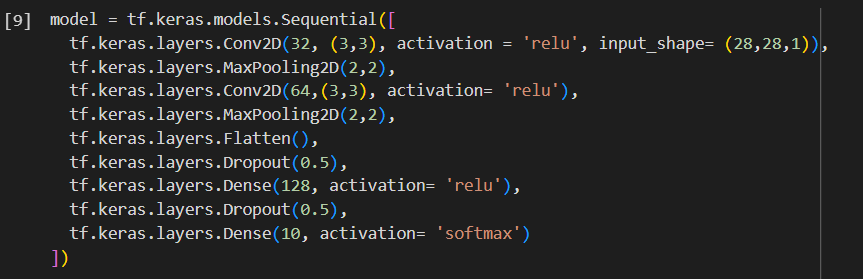 [9] model = tf.keras.models.Sequential([
tf.keras.layers.Conv2D(32, (3,3), activation = 'relu', input_shape= (28,28,1)),
tf.keras.layers.MaxPooling2D(2,2),
tf.keras.layers.Conv2D(64,(3,3), activation= 'relu'),
tf.keras.layers.MaxPooling2D(2,2),
tf.keras.layers.Flatten(),
tf.keras.layers.Dropout(0.5),
tf.keras.layers.Dense(128, activation= 'relu'),
tf.keras.layers.Dropout(0.5),
tf.keras.layers.Dense(10, activation= 'softmax')
])